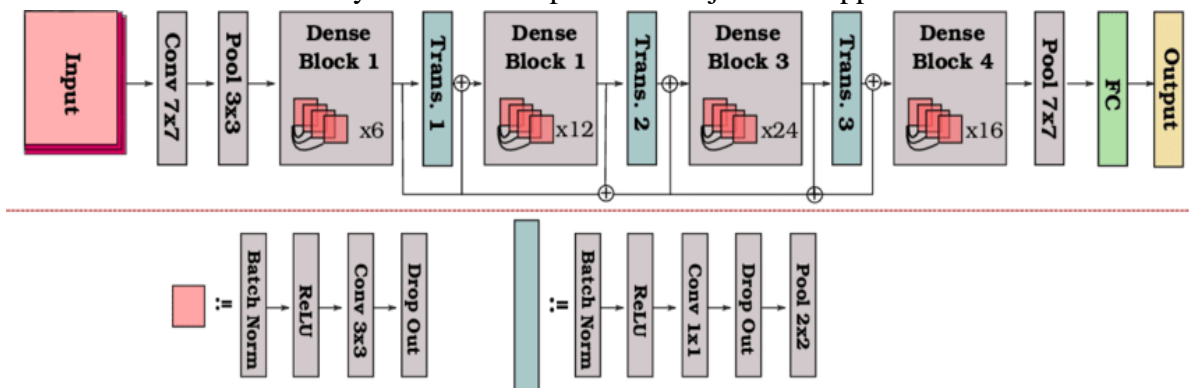 Input
Conv 7x7
Pool 3x3
Dense
Block 1
x6
Trans. 1
Dense
Block 1
x12
Trans. 2
Dense
Block 3
x24
Trans. 3
Dense
Block 4
x16
Pool 7x7
FC
Output
Batch Norm
ReLU
Conv 3x3
Drop Out
Batch Norm
ReLU
Conv 1x1
Drop Out
Pool 2x2